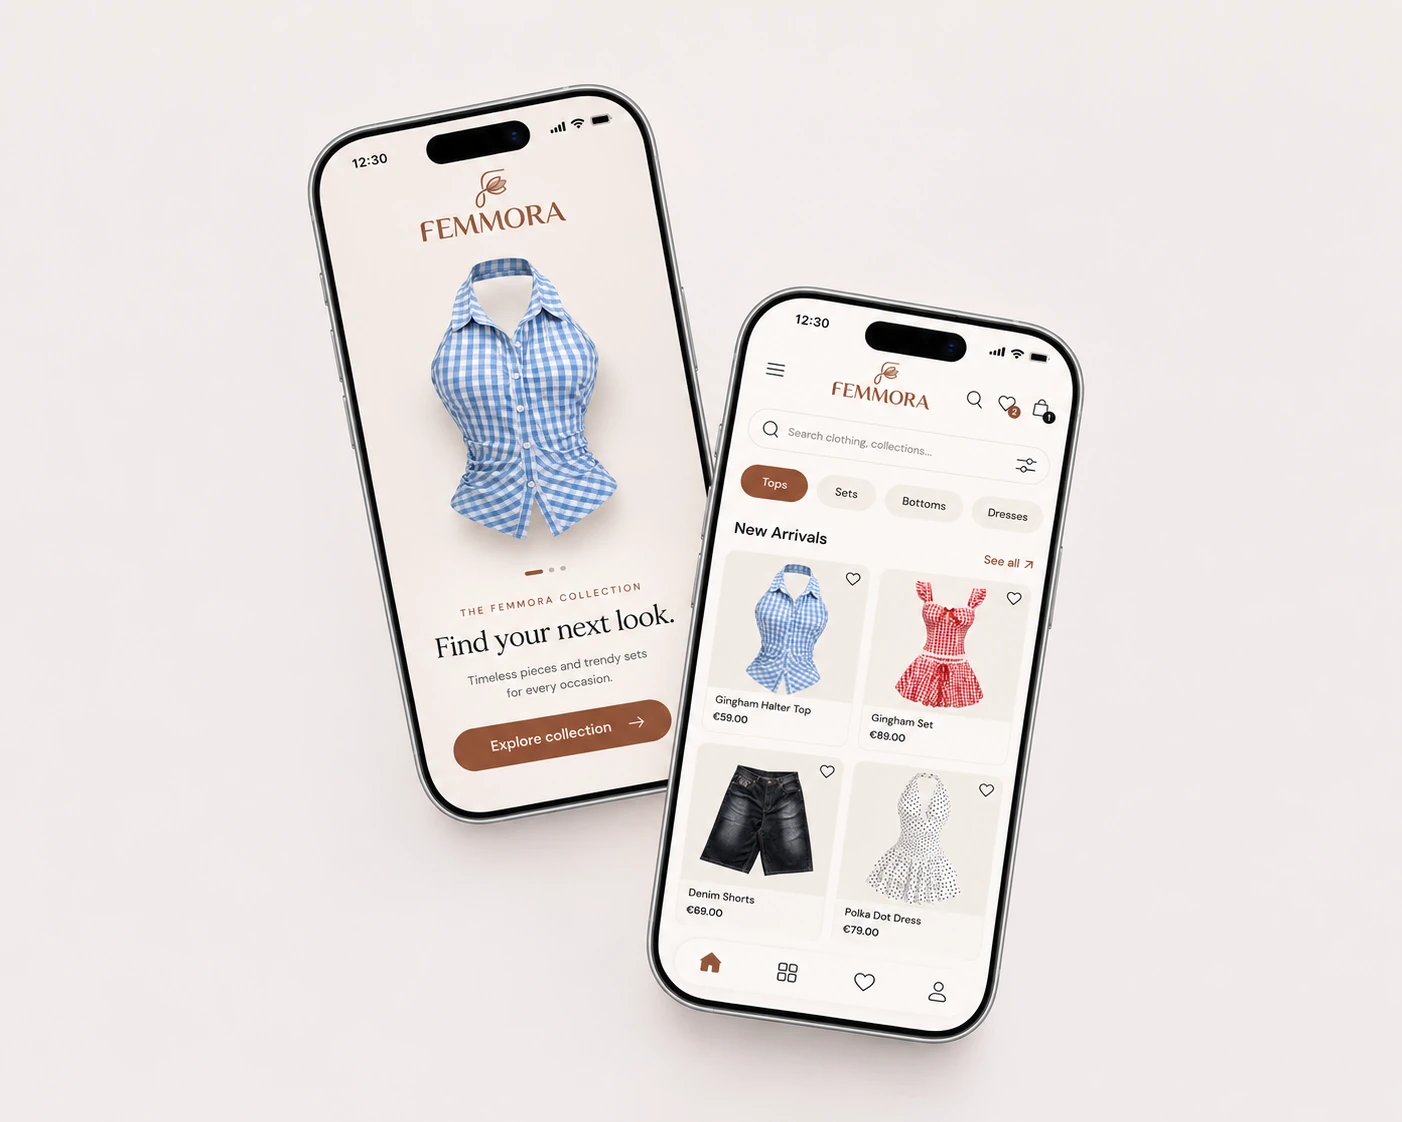 12:30
FEMMORA
THE FEMMORA COLLECTION
Find your next look.
Timeless pieces and trendy sets
for every occasion.
Explore collection
12:30
FEMMORA
2
1
Search clothing, collections...
Tops
Sets
Bottoms
Dresses
New Arrivals
See all
Gingham Halter Top
€59.00
Gingham Set
€89.00
Denim Shorts
€69.00
Polka Dot Dress
€79.00